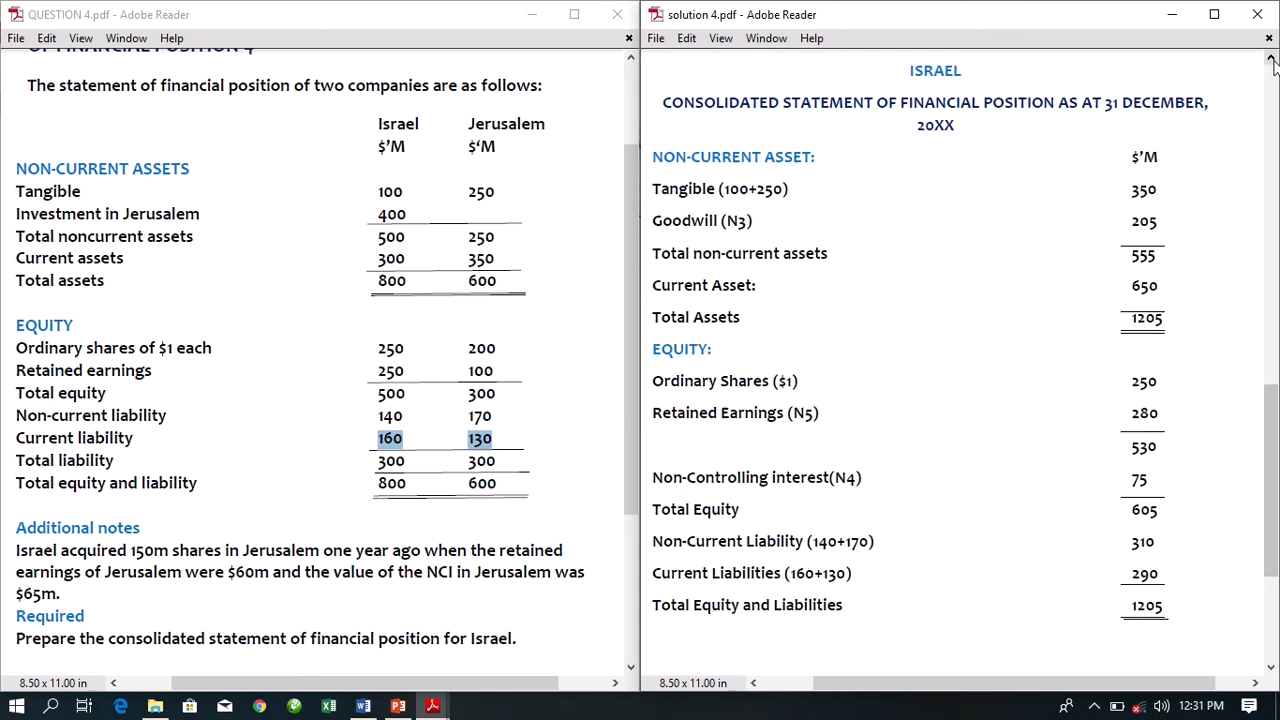 QUESTION 4.pdf - Adobe Reader
File Edit View Window Help
OF FINANCIAL POSITION 4
The statement of financial position of two companies are as follows:
Israel Jerusalem
$’M $‘M
NON-CURRENT ASSETS
Tangible 100 250
Investment in Jerusalem 400
Total noncurrent assets 500 250
Current assets 300 350
Total assets 800 600
EQUITY
Ordinary shares of $1 each 250 200
Retained earnings 250 100
Total equity 500 300
Non-current liability 140 170
Current liability 160 130
Total liability 300 300
Total equity and liability 800 600
Additional notes
Israel acquired 150m shares in Jerusalem one year ago when the retained
earnings of Jerusalem were $60m and the value of the NCI in Jerusalem was
$65m.
Required
Prepare the consolidated statement of financial position for Israel.
8.50 x 11.00 in
solution 4.pdf - Adobe Reader
File Edit View Window Help
ISRAEL
CONSOLIDATED STATEMENT OF FINANCIAL POSITION AS AT 31 DECEMBER,
20XX
NON-CURRENT ASSET: $’M
Tangible (100+250) 350
Goodwill (N3) 205
Total non-current assets 555
Current Asset: 650
Total Assets 1205
EQUITY:
Ordinary Shares ($1) 250
Retained Earnings (N5) 280
530
Non-Controlling interest(N4) 75
Total Equity 605
Non-Current Liability (140+170) 310
Current Liabilities (160+130) 290
Total Equity and Liabilities 1205
8.50 x 11.00 in
12:31 PM